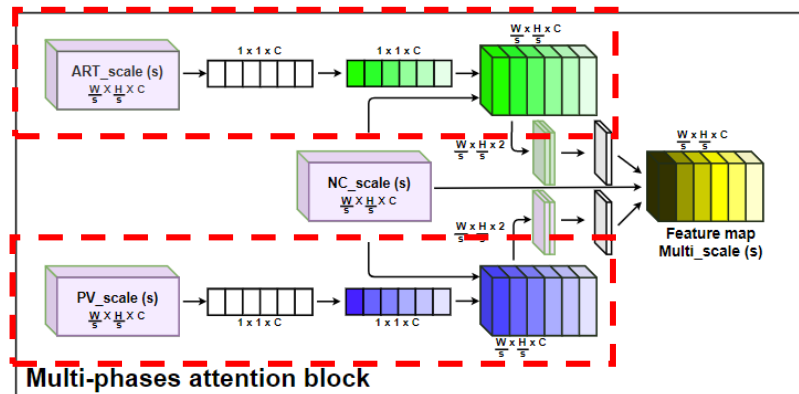 ART_scale (s)
W/S x H/S x C
1 x 1 x C
1 x 1 x C
W/S x H/S x C
NC_scale (s)
W/S x H/S x C
W/S x H/S x 2
W/S x H/S x 2
W/S x H/S x C
Feature map
Multi_scale (s)
PV_scale (s)
W/S x H/S x C
1 x 1 x C
1 x 1 x C
W/S x H/S x C
Multi-phases attention block